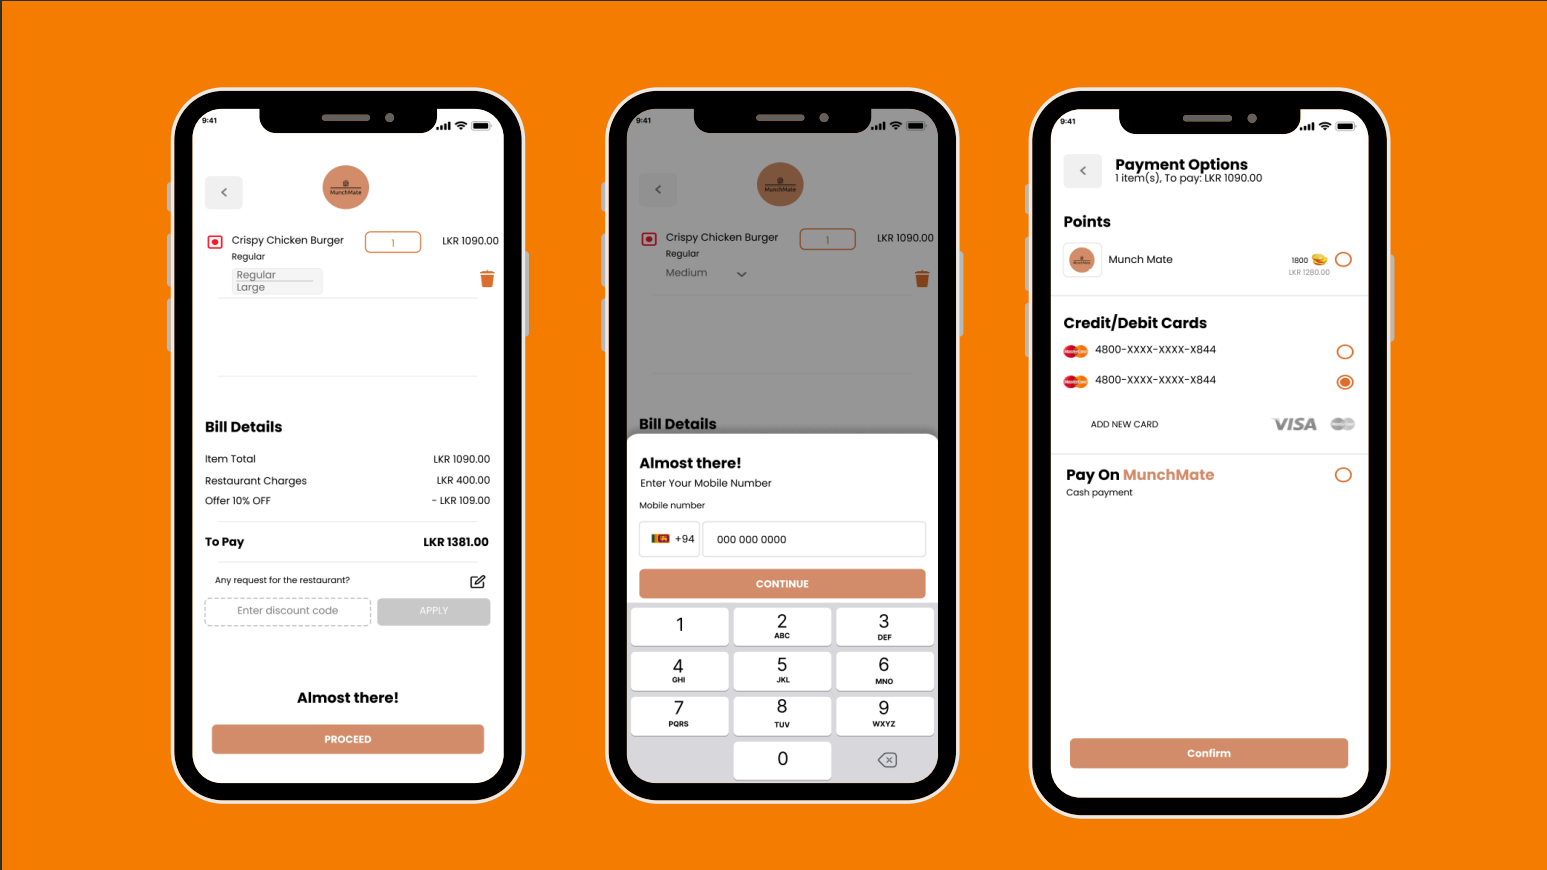 9:41
MunchMate
Crispy Chicken Burger 1 LKR 1090.00
Regular
Regular
Large
Bill Details
Item Total LKR 1090.00
Restaurant Charges LKR 400.00
Offer 10% OFF - LKR 109.00
To Pay LKR 1381.00
Any request for the restaurant?
Enter discount code APPLY
Almost there!
PROCEED
9:41
MunchMate
Crispy Chicken Burger 1 LKR 1090.00
Regular
Medium
Bill Details
Almost there!
Enter Your Mobile Number
Mobile number
+94 000 000 0000
CONTINUE
1 2 3
ABC DEF
4 5 6
GHI JKL MNO
7 8 9
PQRS TUV WXYZ
0
9:41
Payment Options
1 item(s), To pay: LKR 1090.00
Points
Munch Mate 1800
LKR 1280.00
Credit/Debit Cards
MasterCard 4800-XXXX-XXXX-X844
MasterCard 4800-XXXX-XXXX-X844
ADD NEW CARD VISA
Pay On MunchMate
Cash payment
Confirm